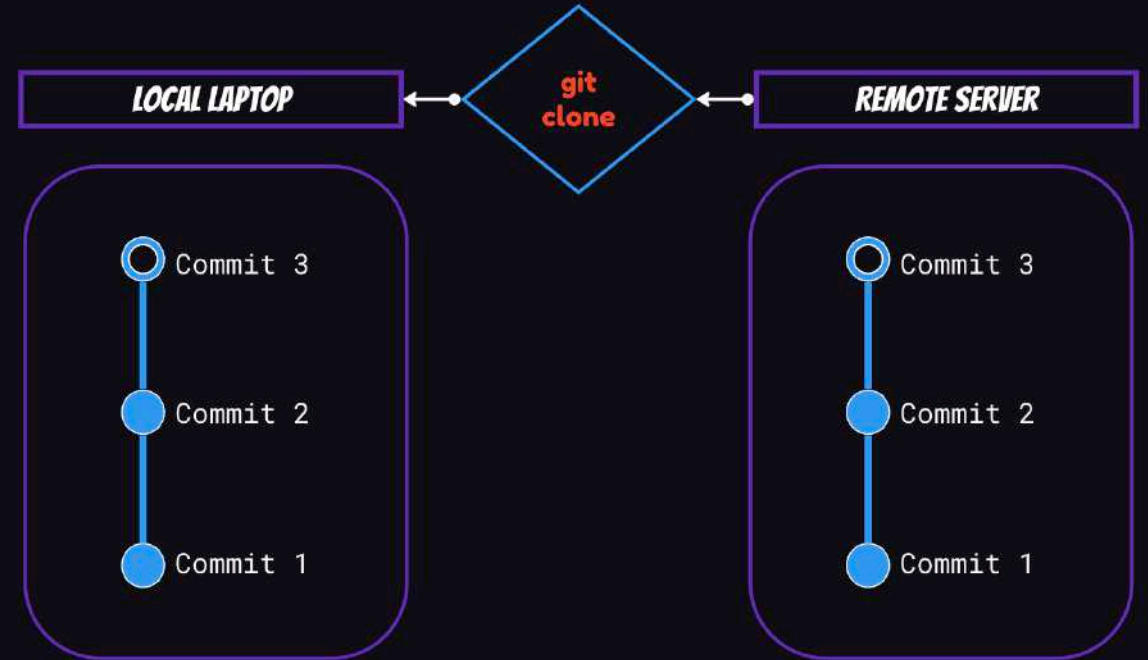 LOCAL LAPTOP
git
clone
REMOTE SERVER
Commit 3
Commit 2
Commit 1
Commit 3
Commit 2
Commit 1